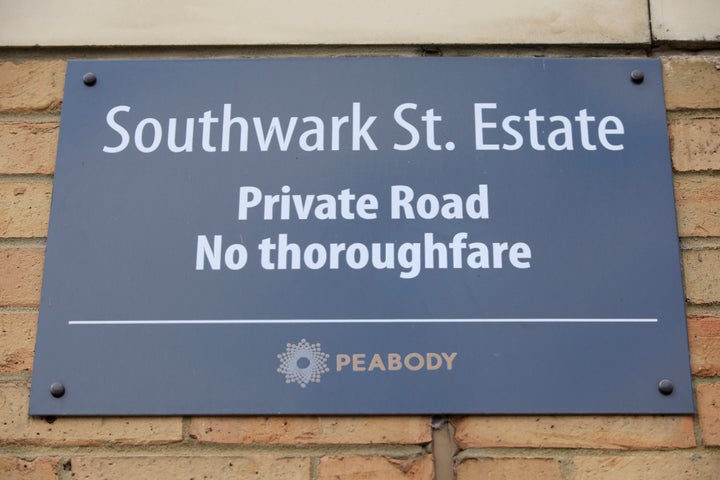 Southwark St. Estate
Private Road
No thoroughfare
PEABODY